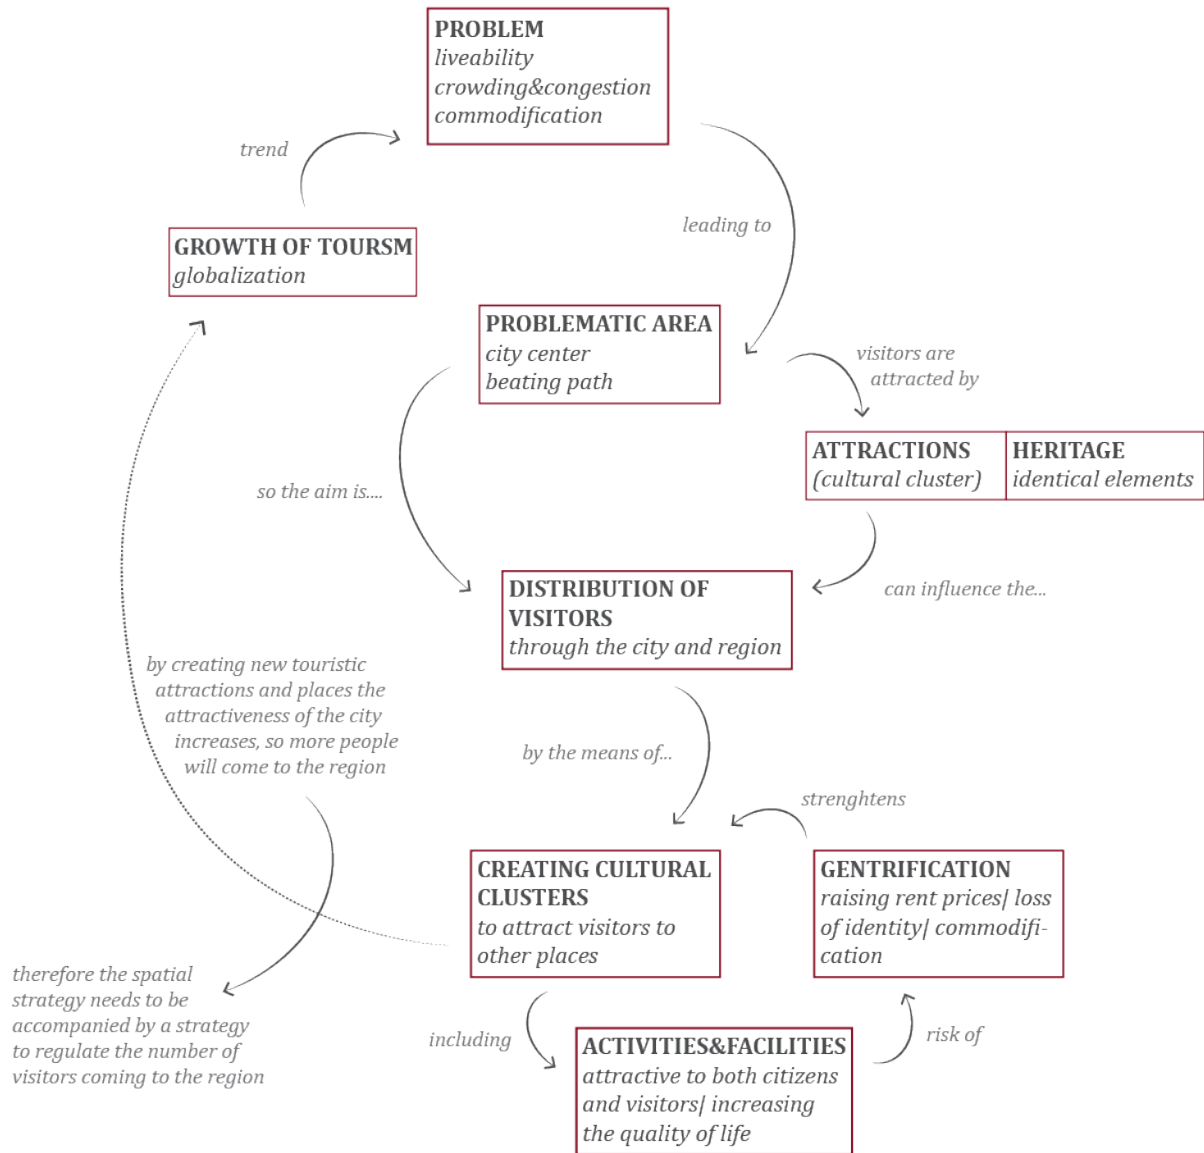 PROBLEM
liveability
crowding&congestion
commodification
trend
leading to
GROWTH OF TOURSM
globalization
PROBLEMATIC AREA
city center
beating path
visitors are
attracted by
ATTRACTIONS
(cultural cluster)
HERITAGE
identical elements
so the aim is....
can influence the...
DISTRIBUTION OF
VISITORS
through the city and region
by creating new touristic
attractions and places the
attractiveness of the city
increases, so more people
will come to the region
by the means of...
strenghtens
CREATING CULTURAL
CLUSTERS
to attract visitors to
other places
GENTRIFICATION
raising rent prices| loss
of identity| commodifi-
cation
therefore the spatial
strategy needs to be
accompanied by a strategy
to regulate the number of
visitors coming to the region
including
risk of
ACTIVITIES&FACILITIES
attractive to both citizens
and visitors| increasing
the quality of life